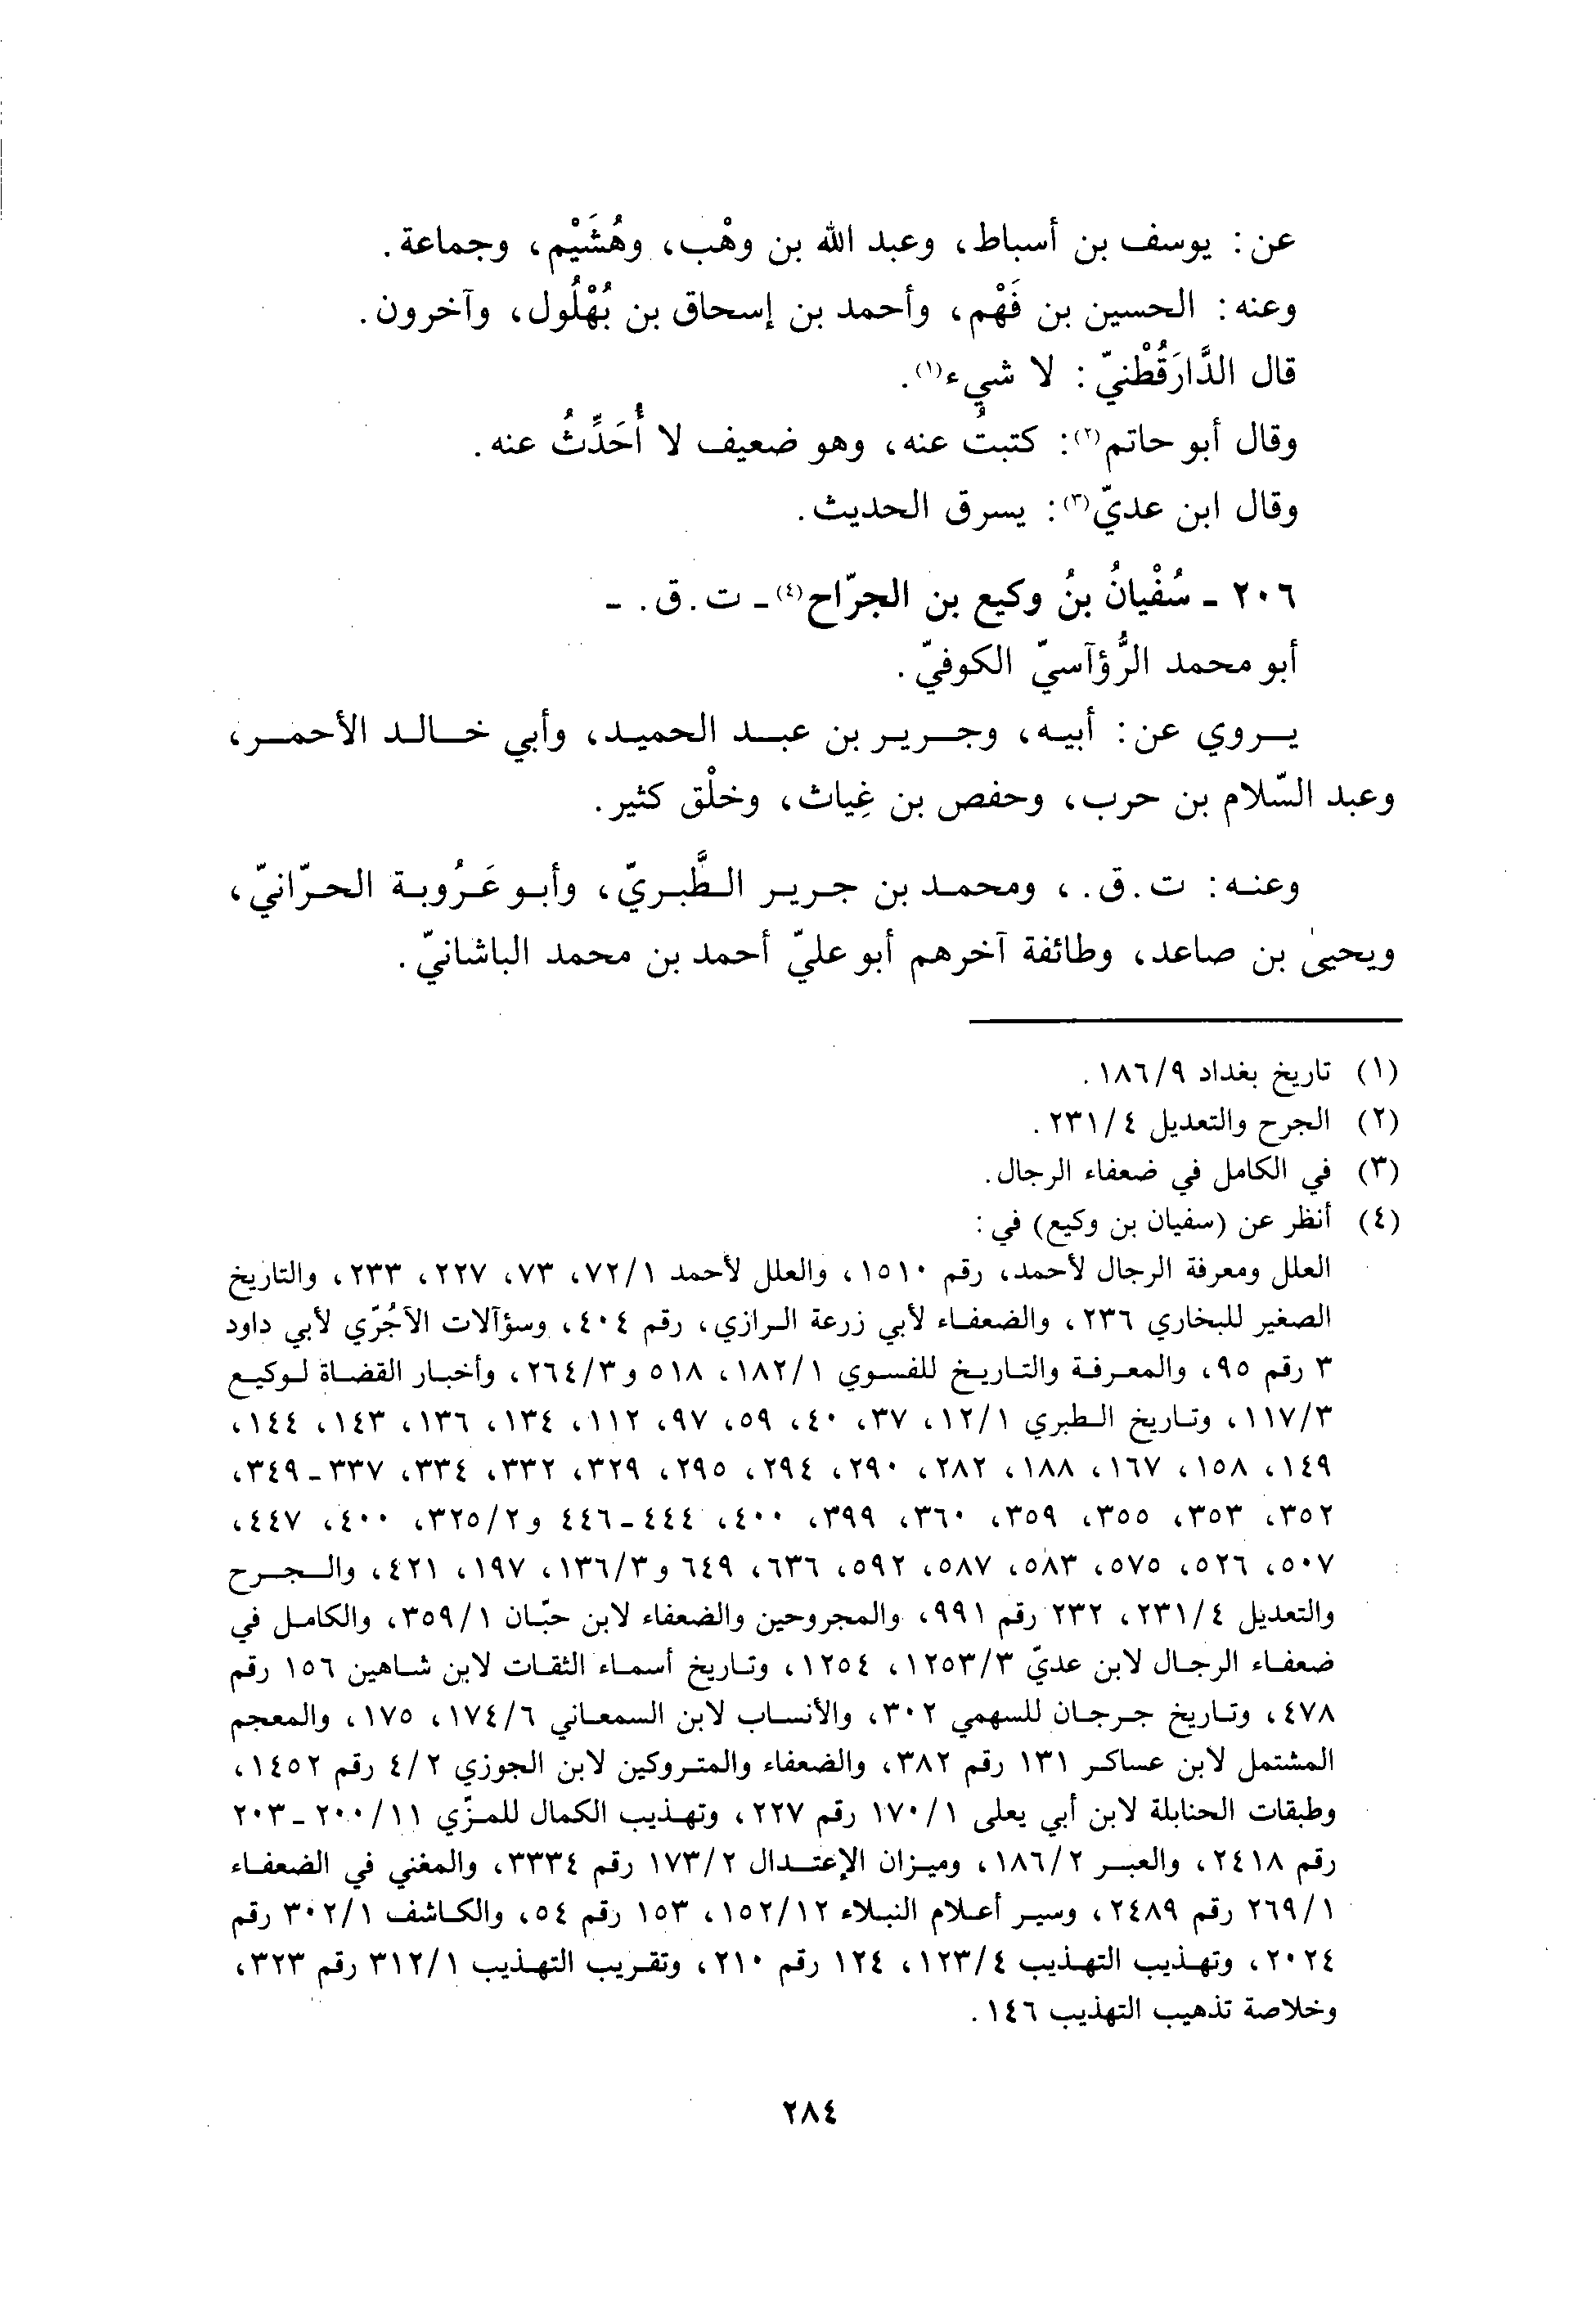 عن: يوسف بن أسباط، وعبد الله بن وهْب، وهُشَيْم، وجماعة.
وعنه: الحسين بن فَهْم، وأحمد بن إسحاق بن بُهْلُول، وآخرون.
قال الدَّارَقُطْنيّ: لا شيء(١).
وقال أبو حاتم(٢): كتبتُ عنه، وهو ضعيف لا أُحَدِّثُ عنه.
وقال ابن عديّ(٣): يسرق الحديث.
٢٠٦ - سُفْيانُ بنُ وكيع بن الجرّاح(٤) - ت. ق. -
أبو محمد الرُّؤآسيّ الكوفيّ.
يروي عن: أبيه، وجرير بن عبد الحميد، وأبي خالد الأحمر،
وعبد السّلام بن حرب، وحفص بن غِياث، وخلْق كثير.
وعنه: ت. ق.، ومحمد بن جرير الطَّبريّ، وأبو عَرُوبة الحرّانيّ،
ويحيىٰ بن صاعد، وطائفة آخرهم أبو عليّ أحمد بن محمد الباشانيّ.
(١) تاريخ بغداد ١٨٦/٩.
(٢) الجرح والتعديل ٢٣١/٤.
(٣) في الكامل في ضعفاء الرجال.
(٤) أنظر عن (سفيان بن وكيع) في:
العلل ومعرفة الرجال لأحمد، رقم ١٥١٠، والعلل لأحمد ٧٢/١، ٧٣، ٢٢٧، ٢٣٣، والتاريخ
الصغير للبخاري ٢٣٦، والضعفاء لأبي زرعة الرازي، رقم ٤٠٤، وسؤآلات الآجُرّي لأبي داود
٣ رقم ٩٥، والمعرفة والتاريخ للفسوي ١٨٢/١، ٥١٨ و٢٦٤/٣، وأخبار القضاة لوكيع
١١٧/٣، وتاريخ الطبري ١٢/١، ٣٧، ٤٠، ٥٩، ٩٧، ١١٢، ١٣٤، ١٣٦، ١٤٣، ١٤٤،
١٤٩، ١٥٨، ١٦٧، ١٨٨، ٢٨٢، ٢٩٠، ٢٩٤، ٢٩٥، ٣٢٩، ٣٣٢، ٣٣٤، ٣٣٧-٣٤٩،
٣٥٢، ٣٥٣، ٣٥٥، ٣٥٩، ٣٦٠، ٣٩٩، ٤٠٠، ٤٤٤-٤٤٦ و٣٢٥/٢، ٤٠٠، ٤٤٧،
٥٠٧، ٥٢٦، ٥٧٥، ٥٨٣، ٥٨٧، ٥٩٢، ٦٣٦، ٦٤٩ و١٣٦/٣، ١٩٧، ٤٢١، والجرح
والتعديل ٢٣١/٤، ٢٣٢ رقم ٩٩١، والمجروحين والضعفاء لابن حبّان ٣٥٩/١، والكامل في
ضعفاء الرجال لابن عديّ ١٢٥٣/٣، ١٢٥٤، وتاريخ أسماء الثقات لابن شاهين ١٥٦ رقم
٤٧٨، وتاريخ جرجان للسهمي ٣٠٢، والأنساب لابن السمعاني ١٧٤/٦، ١٧٥، والمعجم
المشتمل لابن عساكر ١٣١ رقم ٣٨٢، والضعفاء والمتروكين لابن الجوزي ٤/٢ رقم ١٤٥٢،
وطبقات الحنابلة لابن أبي يعلى ١٧٠/١ رقم ٢٢٧، وتهذيب الكمال للمزّي ٢٠٠/١١-٢٠٣
رقم ٢٤١٨، والعبر ١٨٦/٢، وميزان الإعتدال ١٧٣/٢ رقم ٣٣٣٤، والمغني في الضعفاء
٢٦٩/١ رقم ٢٤٨٩، وسير أعلام النبلاء ١٥٢/١٢، ١٥٣ رقم ٥٤، والكاشف ٣٠٢/١ رقم
٢٠٢٤، وتهذيب التهذيب ١٢٣/٤، ١٢٤ رقم ٢١٠، وتقريب التهذيب ٣١٢/١ رقم ٣٢٣،
وخلاصة تذهيب التهذيب ١٤٦.
٢٨٤